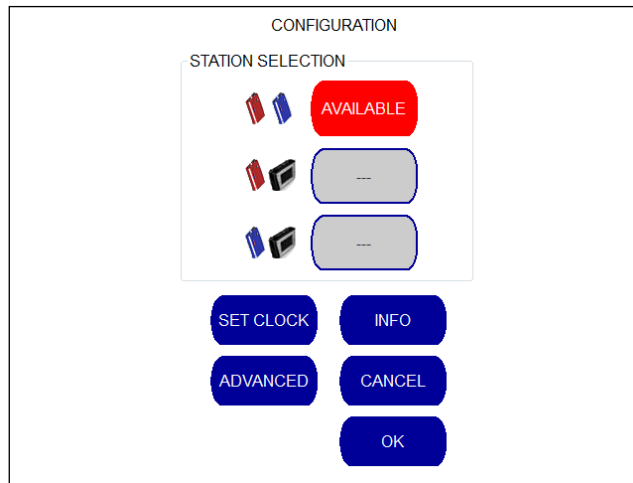 CONFIGURATION
STATION SELECTION
AVAILABLE
---
---
SET CLOCK
INFO
ADVANCED
CANCEL
OK